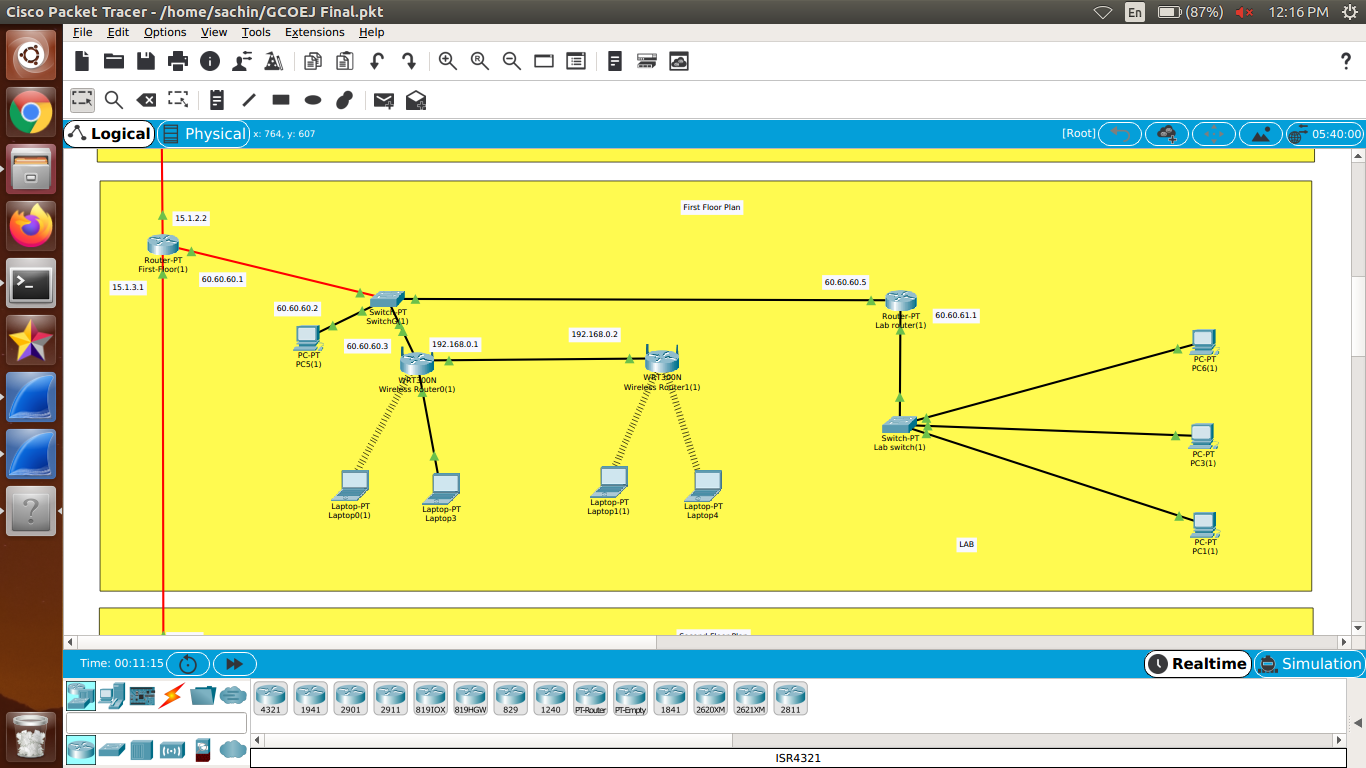 Cisco Packet Tracer - /home/sachin/GCOEJ Final.pkt
En
(87%)
12:16 PM
File Edit Options View Tools Extensions Help
Logical
Physical
x: 764, y: 607
[Root]
05:40:00
First Floor Plan
15.1.2.2
Router-PT
First-Floor(1)
15.1.3.1
60.60.60.1
60.60.60.2
Switch-PT
PC-PT
PC5(1)
60.60.60.3
192.168.0.1
WRT300N
Wireless Router0(1)
192.168.0.2
WRT300N
Wireless Router1(1)
60.60.60.5
Router-PT
Lab router(1)
60.60.61.1
PC-PT
PC6(1)
Switch-PT
Lab switch(1)
PC-PT
PC3(1)
Laptop-PT
Laptop0(1)
Laptop-PT
Laptop3
Laptop-PT
Laptop1(1)
Laptop-PT
Laptop4
PC-PT
PC1(1)
LAB
Time: 00:11:15
Realtime
Simulation
4321 1941 2901 2911 819IOX 819HGW 829 1240 PT-Router PT-Empty 1841 2620XM 2621XM 2811
ISR4321